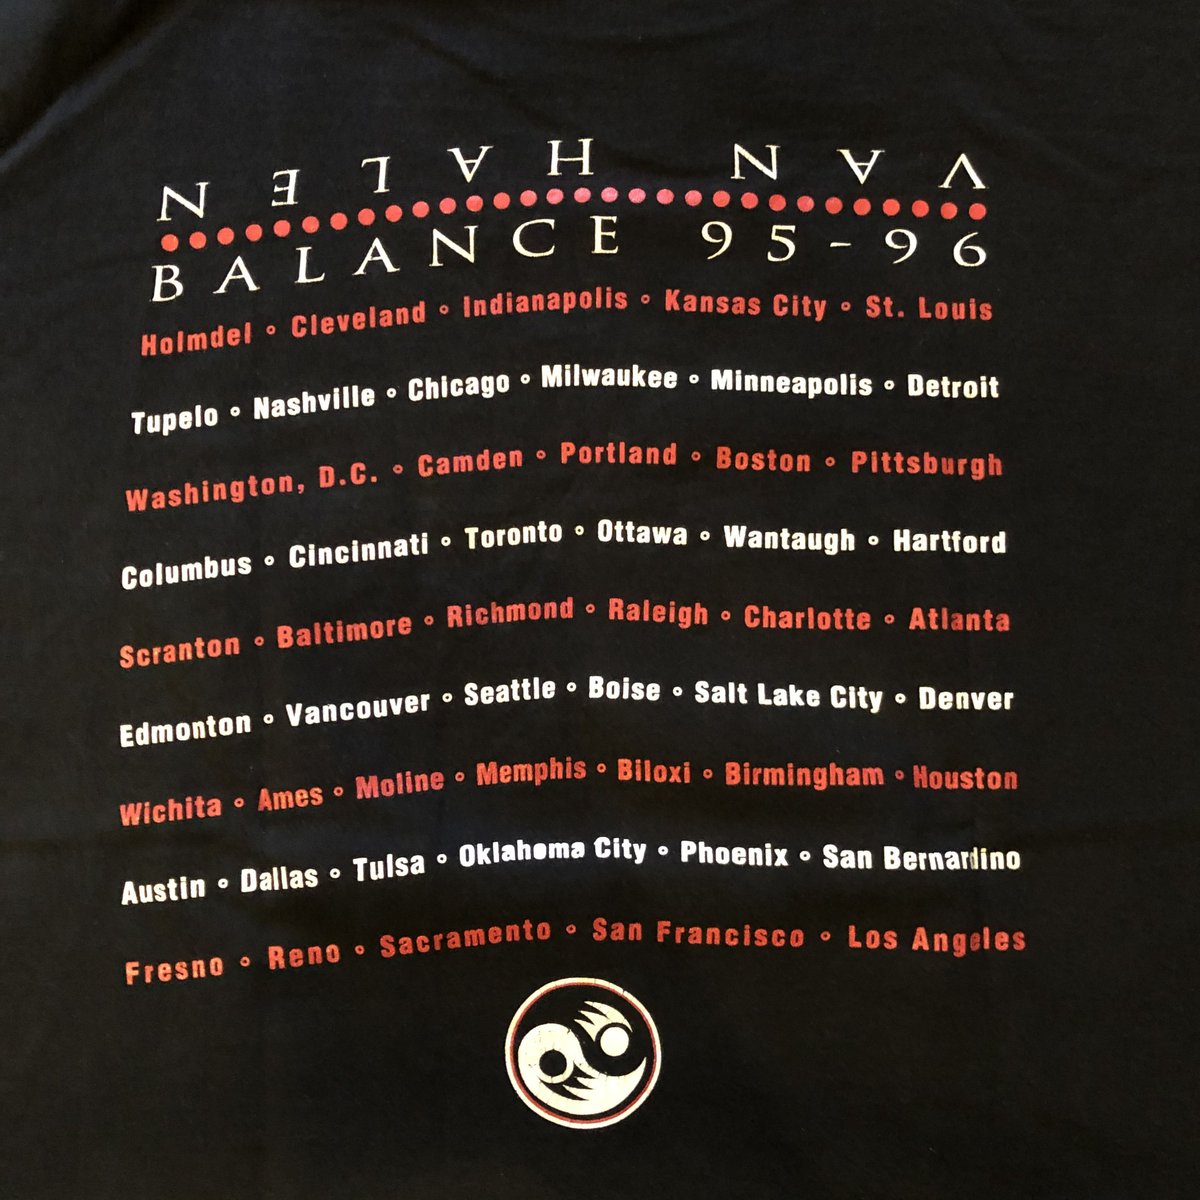 VAN HALEN
BALANCE 95-96
Holmdel ◦ Cleveland ◦ Indianapolis ◦ Kansas City ◦ St. Louis
Tupelo ◦ Nashville ◦ Chicago ◦ Milwaukee ◦ Minneapolis ◦ Detroit
Washington, D.C. ◦ Camden ◦ Portland ◦ Boston ◦ Pittsburgh
Columbus ◦ Cincinnati ◦ Toronto ◦ Ottawa ◦ Wantaugh ◦ Hartford
Scranton ◦ Baltimore ◦ Richmond ◦ Raleigh ◦ Charlotte ◦ Atlanta
Edmonton ◦ Vancouver ◦ Seattle ◦ Boise ◦ Salt Lake City ◦ Denver
Wichita ◦ Ames ◦ Moline ◦ Memphis ◦ Biloxi ◦ Birmingham ◦ Houston
Austin ◦ Dallas ◦ Tulsa ◦ Oklahoma City ◦ Phoenix ◦ San Bernardino
Fresno ◦ Reno ◦ Sacramento ◦ San Francisco ◦ Los Angeles